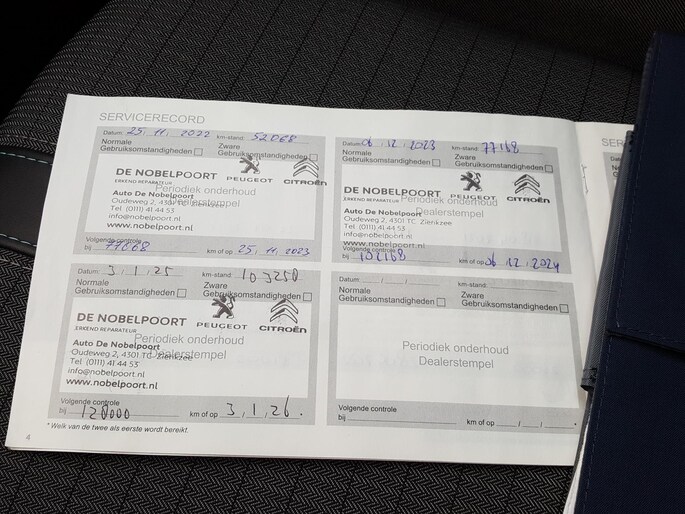 SERVICERECORD
Datum: 25.11.2022 km-stand: 52068
Normale Gebruiksomstandigheden
Zware Gebruiksomstandigheden
DE NOBELPOORT
ERKEND REPARATEUR
PEUGEOT
CITROËN
Periodiek onderhoud
Dealerstempel
Auto De Nobelpoort
Oudeweg 2, 4301 TC Zierikzee
Tel (0111) 41 44 53
info@nobelpoort.nl
www.nobelpoort.nl
Volgende controle
bij 77068 km of op 25.11.2023
Datum: 06.12.2023 km-stand: 77168
Normale Gebruiksomstandigheden
Zware Gebruiksomstandigheden
DE NOBELPOORT
ERKEND REPARATEUR
PEUGEOT
CITROËN
Periodiek onderhoud
Dealerstempel
Auto De Nobelpoort
Oudeweg 2, 4301 TC Zierikzee
Tel (0111) 41 44 53
info@nobelpoort.nl
www.nobelpoort.nl
Volgende controle
bij 102168 km of op 06.12.2024
Datum: 3.1.25 km-stand: 103250
Normale Gebruiksomstandigheden
Zware Gebruiksomstandigheden
DE NOBELPOORT
ERKEND REPARATEUR
PEUGEOT
CITROËN
Periodiek onderhoud
Dealerstempel
Auto De Nobelpoort
Oudeweg 2, 4301 TC Zierikzee
Tel (0111) 41 44 53
info@nobelpoort.nl
www.nobelpoort.nl
Volgende controle
bij 128000 km of op 3.1.26.
Datum: / / km-stand:
Normale Gebruiksomstandigheden
Zware Gebruiksomstandigheden
Periodiek onderhoud
Dealerstempel
Volgende controle
bij km of op / / *
* Welk van de twee als eerste wordt bereikt.
4